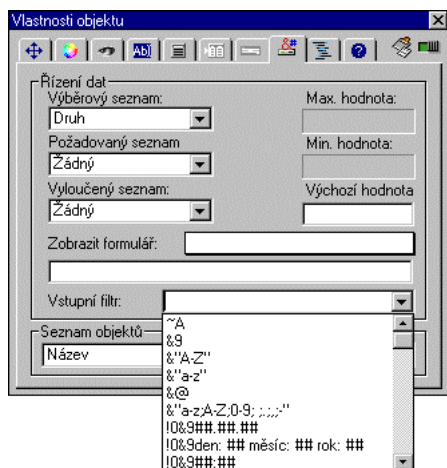 Vlastnosti objektu
Ab
&#
?
Řízení dat
Výběrový seznam:
Max. hodnota:
Druh
Požadovaný seznam
Min. hodnota:
Žádný
Vyloučený seznam:
Výchozí hodnota
Žádný
Zobrazit formulář:
Vstupní filtr:
~A
&9
&"A-Z"
&"a-z"
&@
&"a-z;A-Z;0-9; ;.;,;-"
!0&9##.##.##
!0&9den: ## měsíc: ## rok: ##
!0&9##:##
Seznam objektů
Název